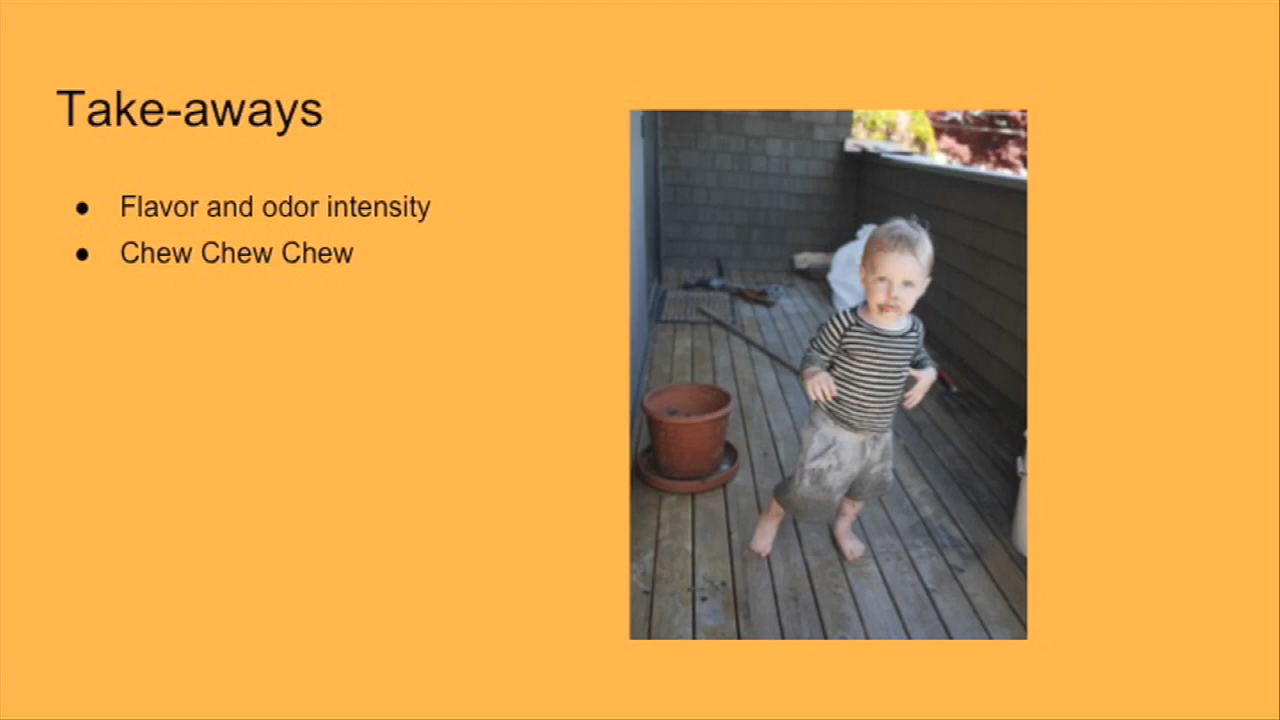 Take-aways
● Flavor and odor intensity
● Chew Chew Chew